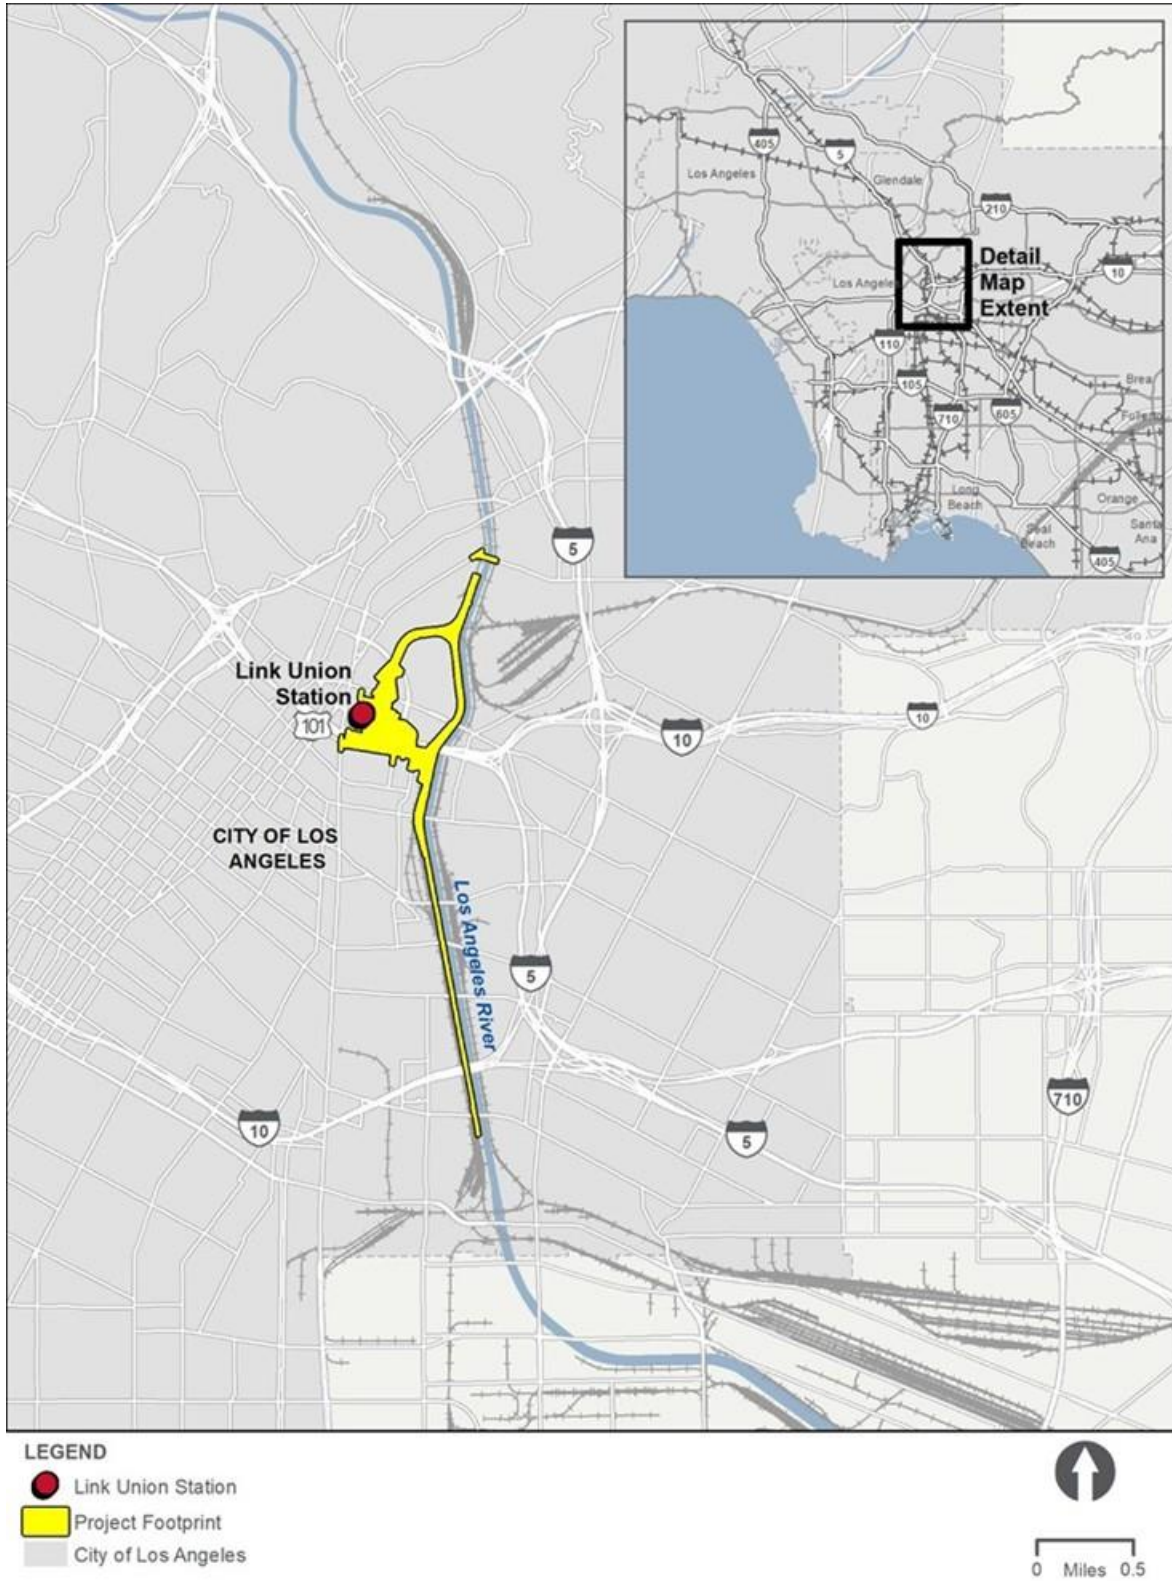 405
5
Los Angeles
Glendale
210
Detail
Map
Extent
10
Los Angele
110
105
Brea
710
605
Fuller
Long
Beach
Orange
Seal
Beach
Santa
Ana
405
5
Link Union
Station
101
10
10
CITY OF LOS
ANGELES
Los Angeles River
5
10
5
710
LEGEND
Link Union Station
Project Footprint
City of Los Angeles
0 Miles 0.5